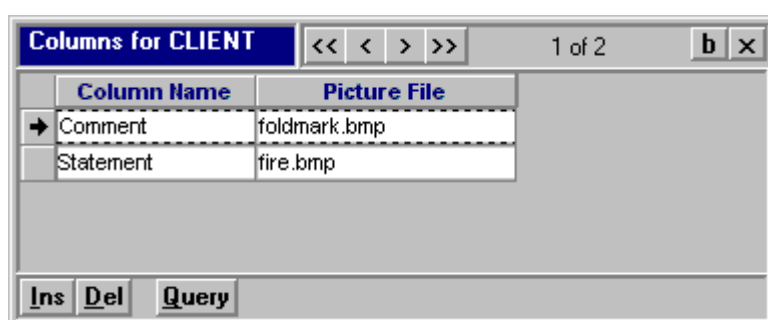 Columns for CLIENT << < > >> 1 of 2 b ×
Column Name Picture File
Comment foldmark.bmp
Statement fire.bmp
Ins Del Query